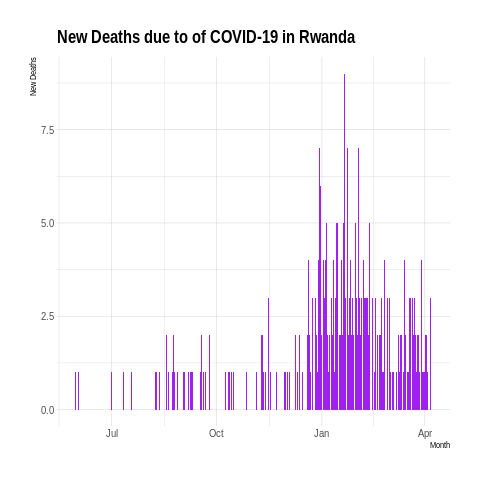 New Deaths due to of COVID-19 in Rwanda
New Deaths
7.5
5.0
2.5
0.0
Jul Oct Jan Apr
Month